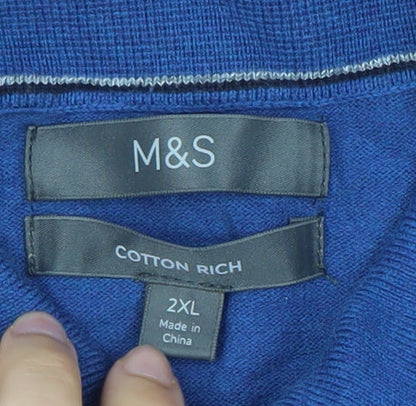 M&S
COTTON RICH
2XL
Made in
China